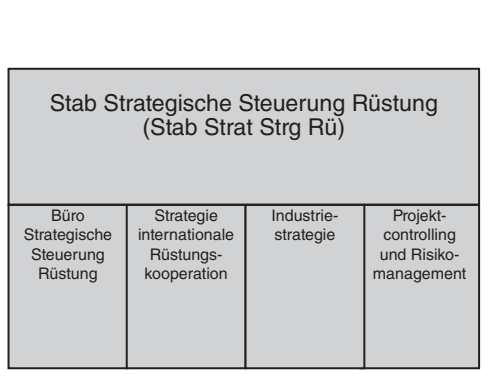 Stab Strategische Steuerung Rüstung
(Stab Strat Strg Rü)
Büro
Strategische
Steuerung
Rüstung
Strategie
internationale
Rüstungs-
kooperation
Industrie-
strategie
Projekt-
controlling
und Risiko-
management